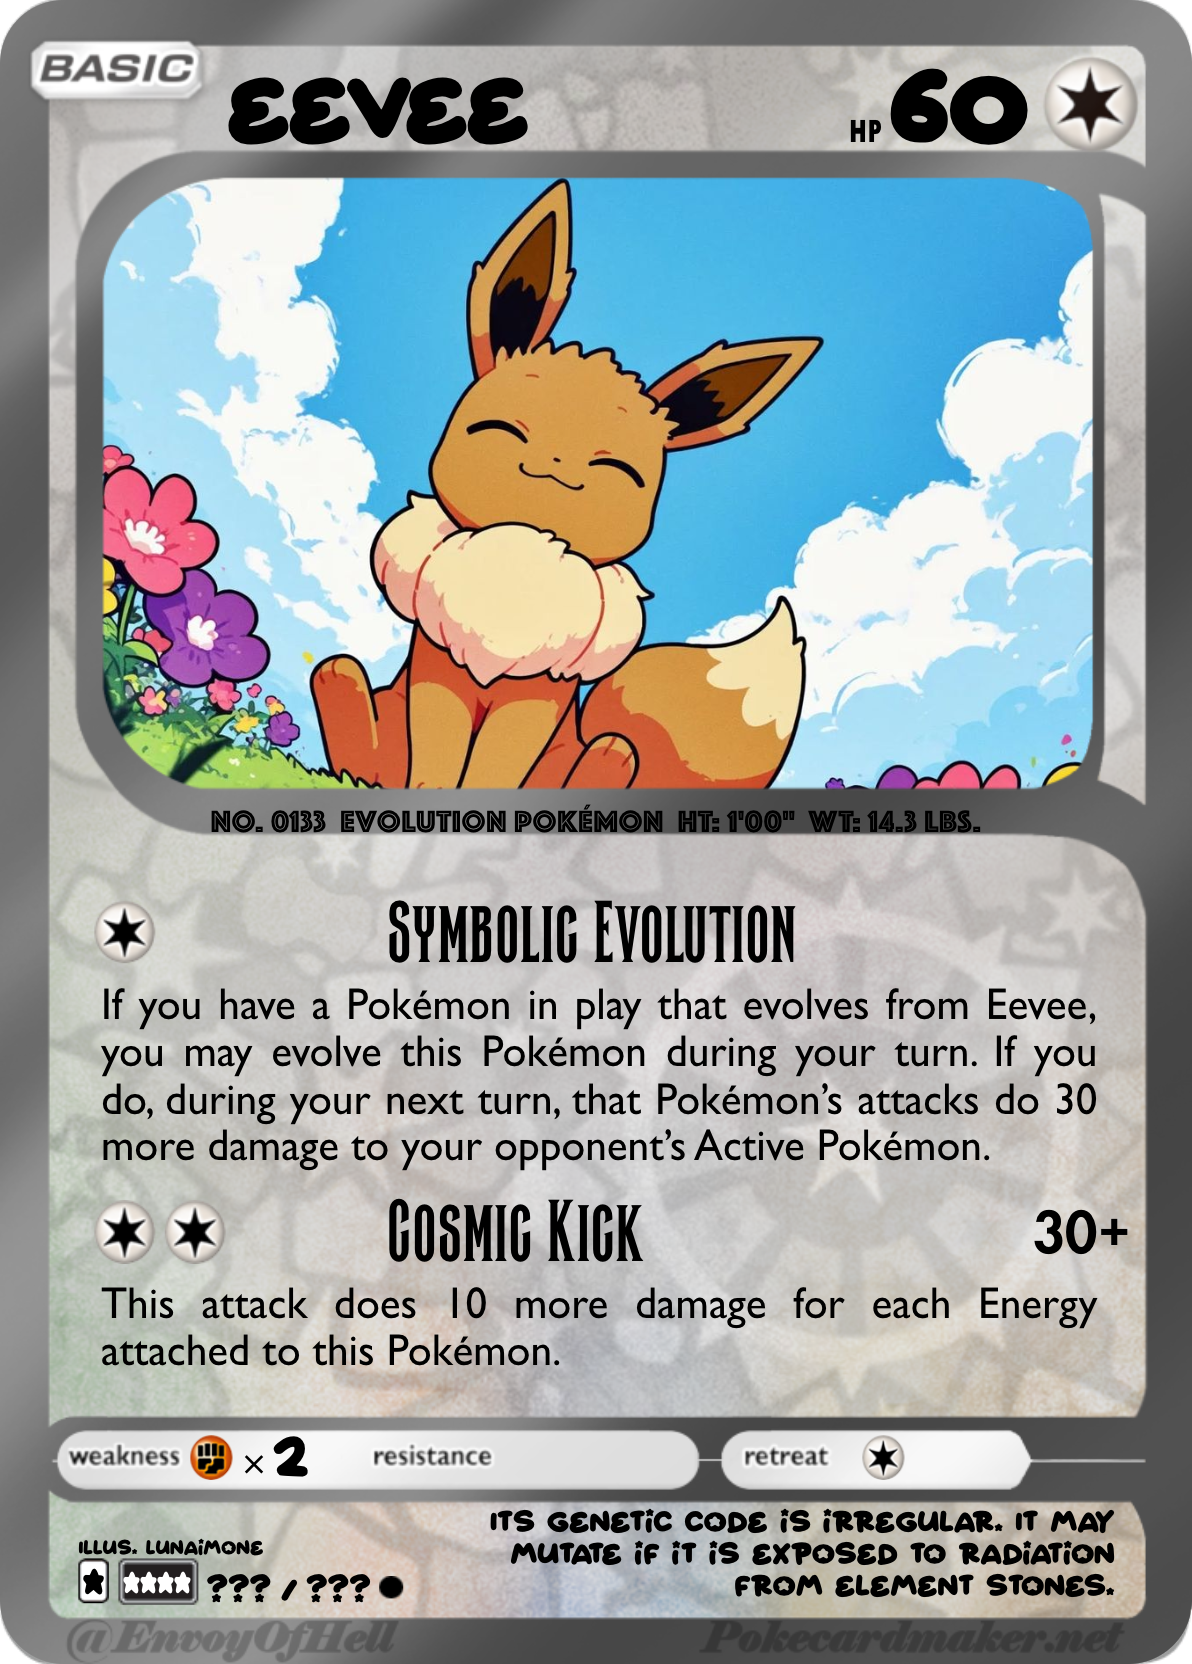 BASIC
EEVEE
HP 60
NO. 0133 EVOLUTION POKÉMON HT: 1'00" WT: 14.3 LBS.
Symbolic Evolution
If you have a Pokémon in play that evolves from Eevee,
you may evolve this Pokémon during your turn. If you
do, during your next turn, that Pokémon’s attacks do 30
more damage to your opponent’s Active Pokémon.
Cosmic Kick 30+
This attack does 10 more damage for each Energy
attached to this Pokémon.
weakness × 2 resistance retreat
ITS GENETIC CODE IS IRREGULAR. IT MAY
MUTATE IF IT IS EXPOSED TO RADIATION
FROM ELEMENT STONES.
ILLUS. LUNAIMONE
??? / ???
@EnvoyOfHell Pokecardmaker.net